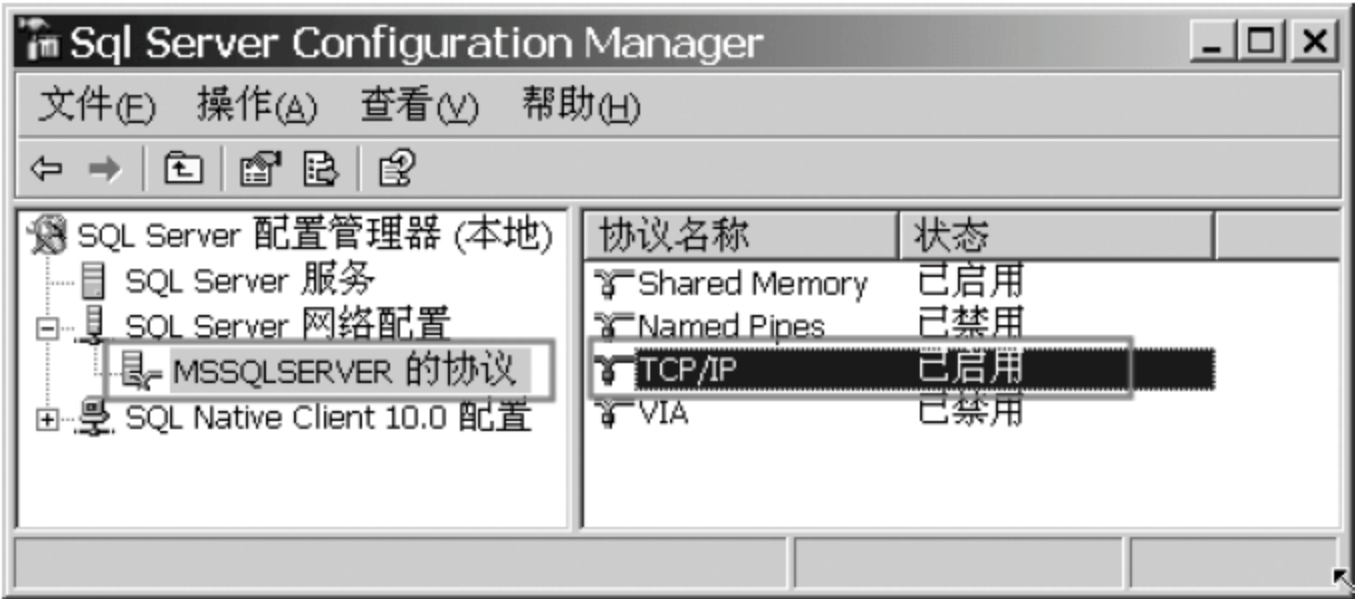 Sql Server Configuration Manager
文件(F) 操作(A) 查看(V) 帮助(H)
SQL Server 配置管理器 (本地)
SQL Server 服务
SQL Server 网络配置
MSSQLSERVER 的协议
SQL Native Client 10.0 配置
协议名称 状态
Shared Memory 已启用
Named Pipes 已禁用
TCP/IP 已启用
VIA 已禁用